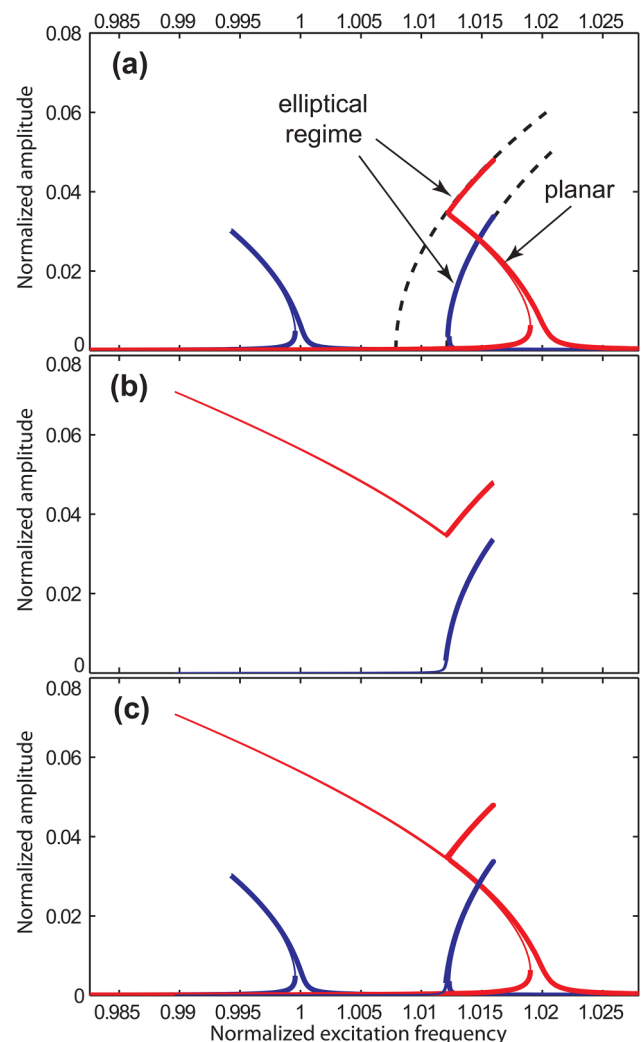 0.985 0.99 0.995 1 1.005 1.01 1.015 1.02 1.025
0.08
(a)
elliptical
regime
planar
0.06
0.04
0.02
0
Normalized amplitude
0.08
(b)
0.06
0.04
0.02
0
Normalized amplitude
0.08
(c)
0.06
0.04
0.02
0
Normalized amplitude
0.985 0.99 0.995 1 1.005 1.01 1.015 1.02 1.025
Normalized excitation frequency